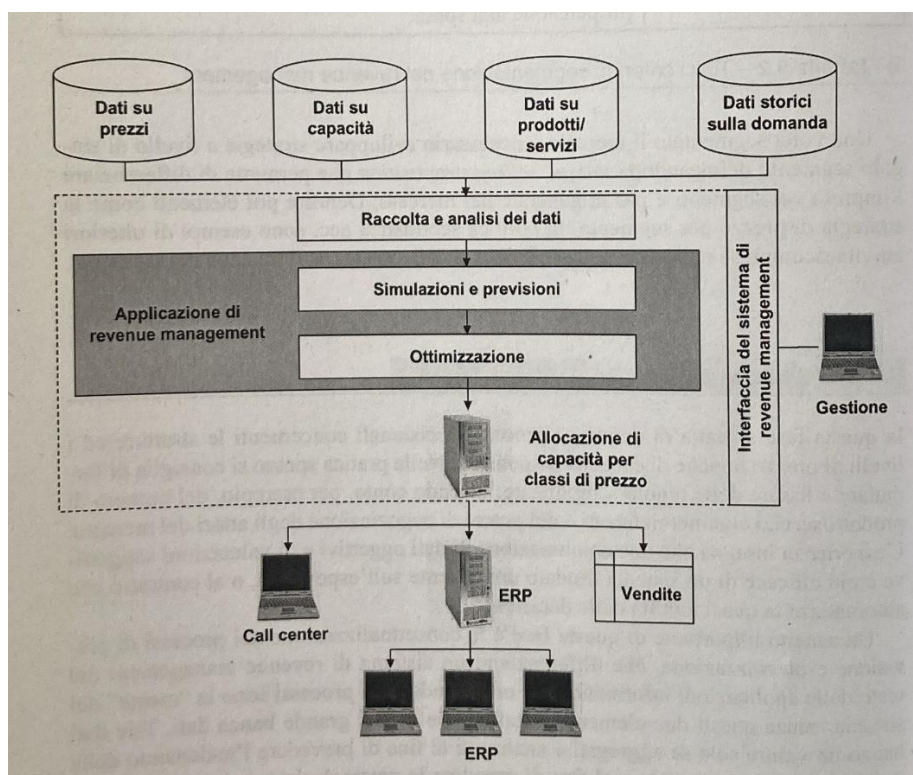 Dati su
prezzi
Dati su
capacità
Dati su
prodotti/
servizi
Dati storici
sulla domanda
Raccolta e analisi dei dati
Applicazione di
revenue management
Simulazioni e previsioni
Ottimizzazione
Interfaccia del sistema di
revenue management
Gestione
Allocazione di
capacità per
classi di prezzo
Call center
ERP
Vendite
ERP